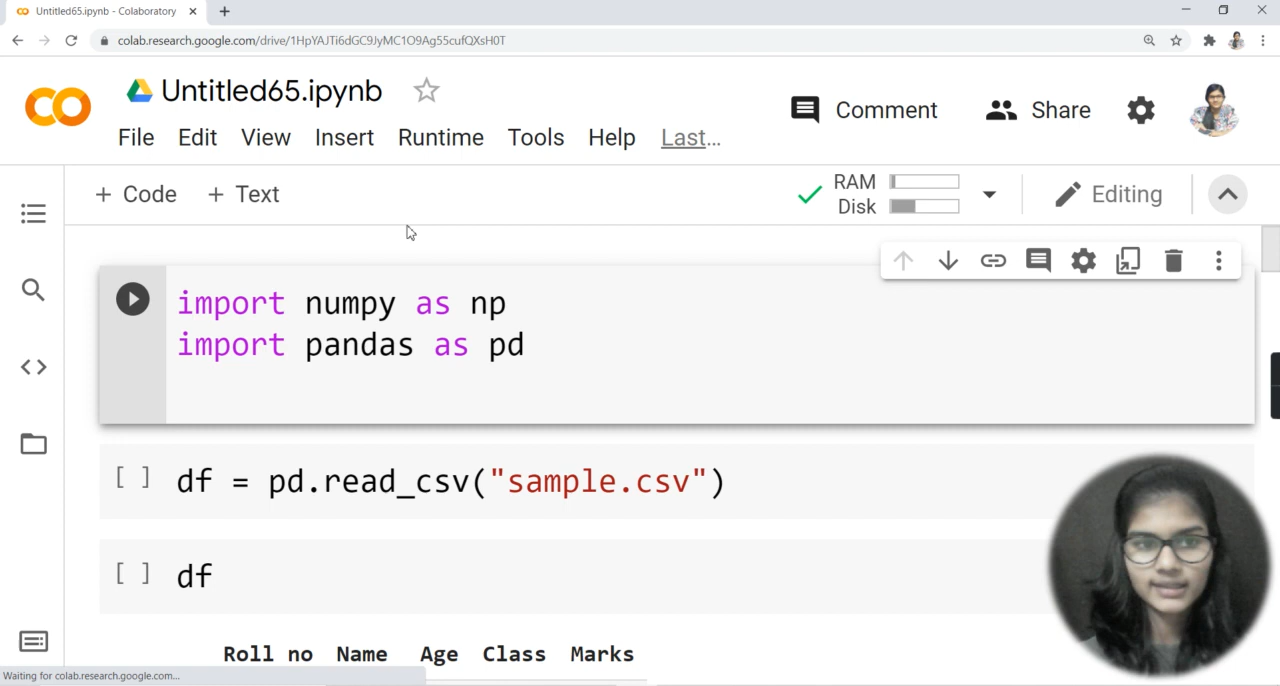 Untitled65.ipynb - Colaboratory
colab.research.google.com/drive/1HpYAJTi6dGC9JyMC1O9Ag55cufQXsH0T
Untitled65.ipynb
Comment
Share
File Edit View Insert Runtime Tools Help Last...
+ Code + Text
RAM
Disk
Editing
import numpy as np
import pandas as pd
[ ] df = pd.read_csv("sample.csv")
[ ] df
Roll no Name Age Class Marks
Waiting for colab.research.google.com...